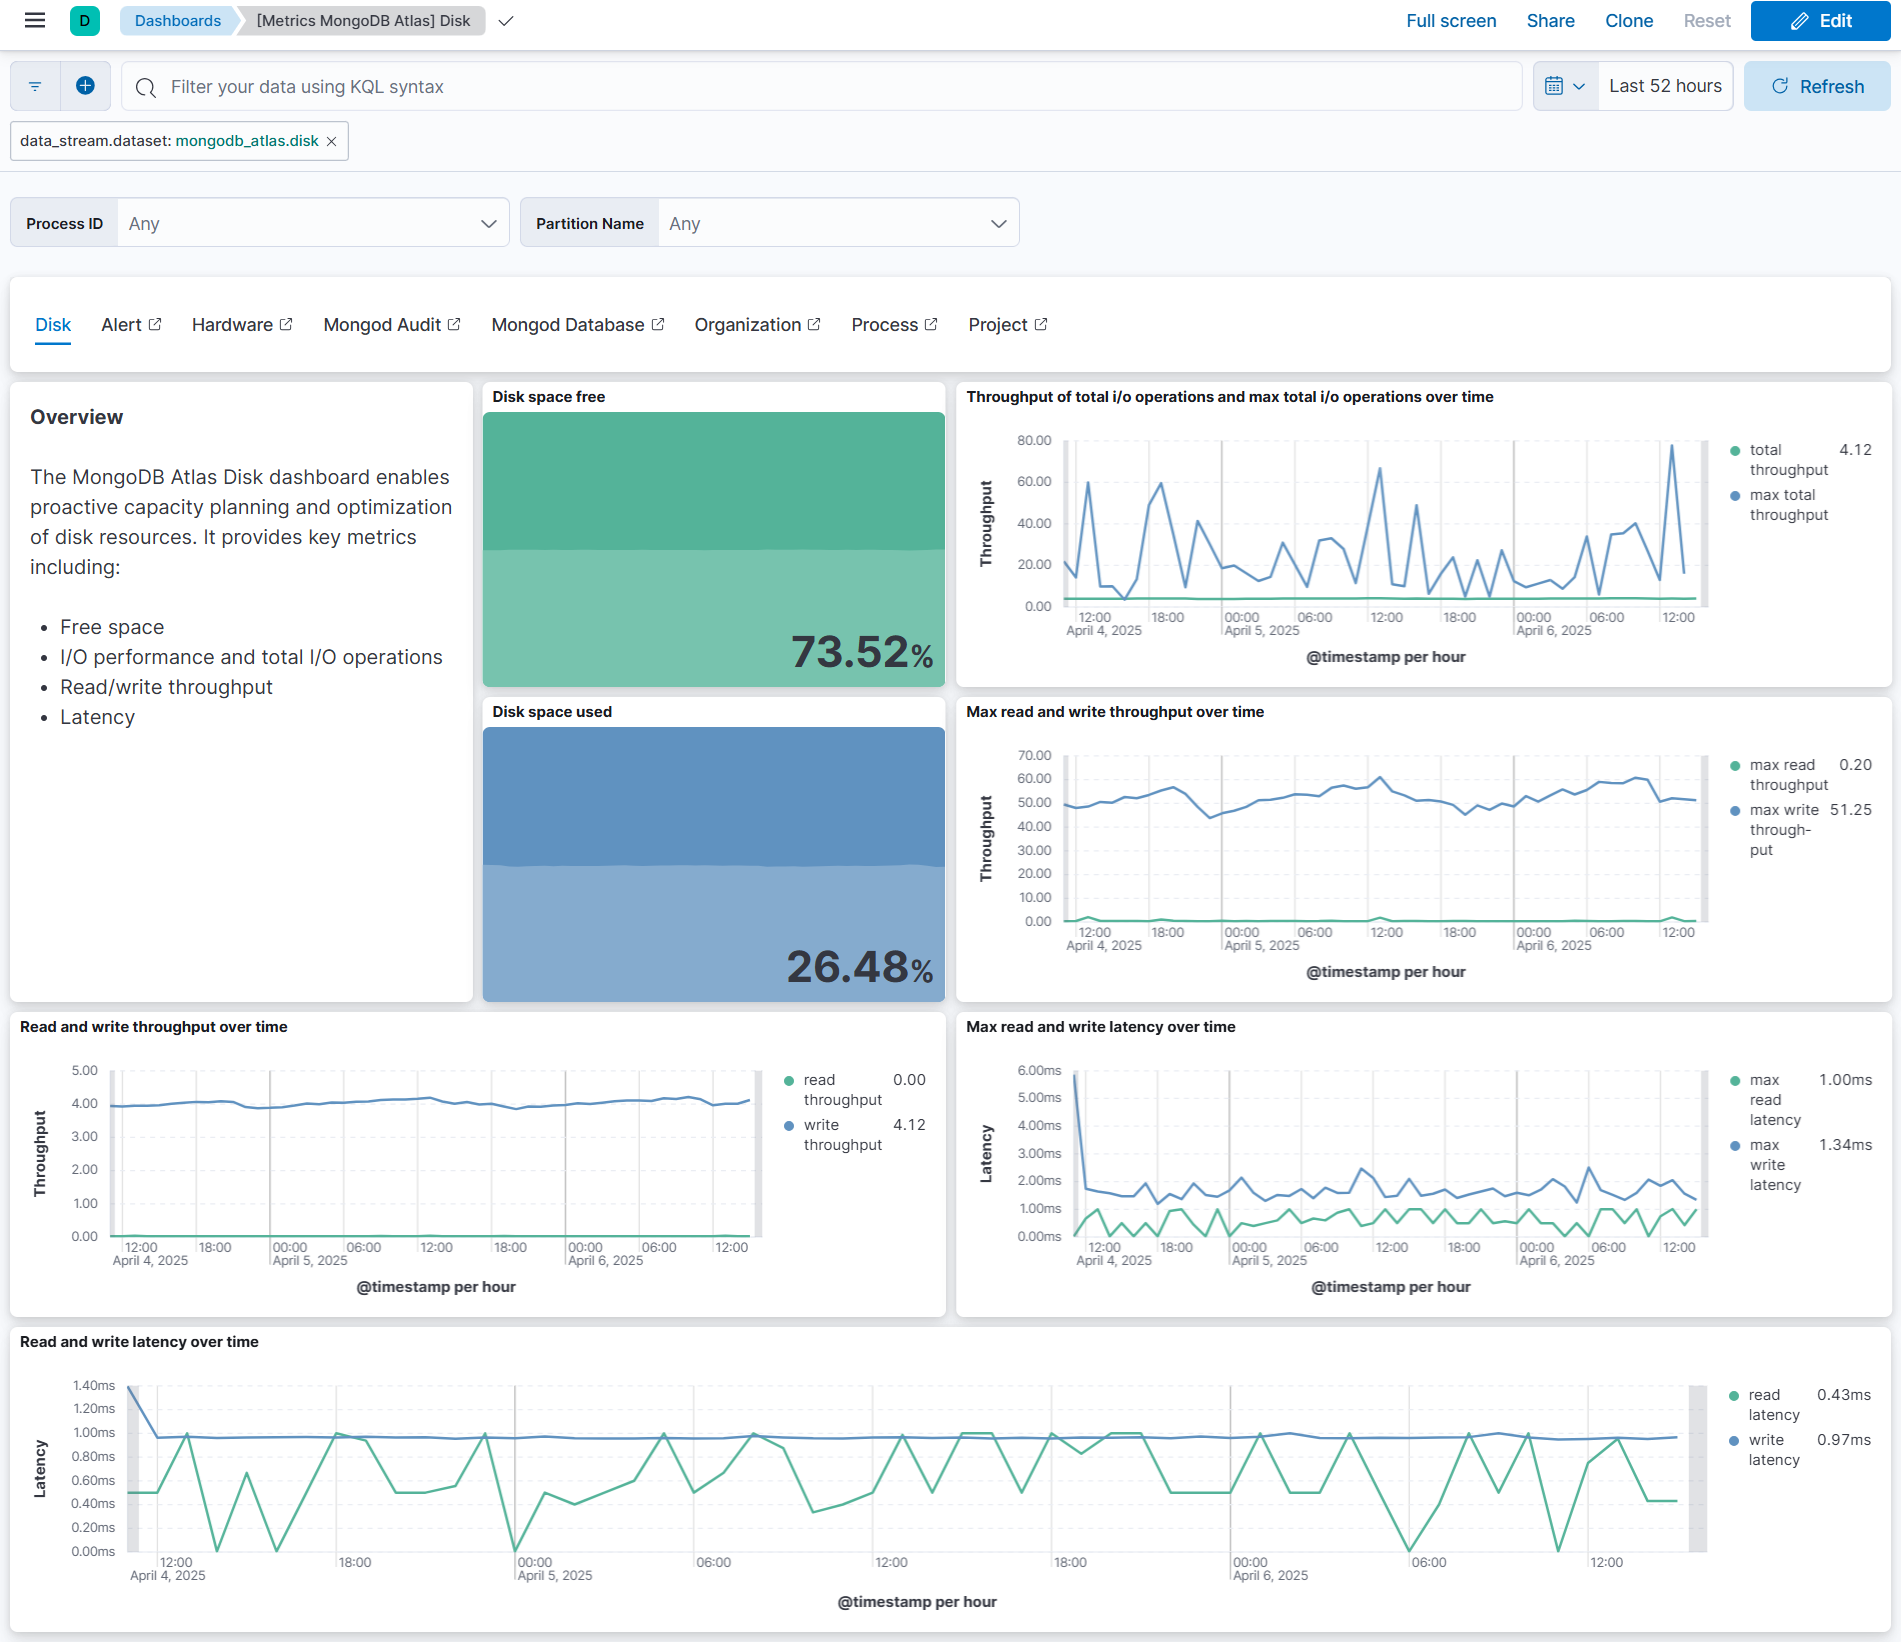 D
Dashboards
[Metrics MongoDB Atlas] Disk
Full screen
Share
Clone
Reset
Edit
Filter your data using KQL syntax
Last 52 hours
Refresh
data_stream.dataset: mongodb_atlas.disk
Process ID
Any
Partition Name
Any
Disk
Alert
Hardware
Mongod Audit
Mongod Database
Organization
Process
Project
Overview
The MongoDB Atlas Disk dashboard enables
proactive capacity planning and optimization
of disk resources. It provides key metrics
including:
• Free space
• I/O performance and total I/O operations
• Read/write throughput
• Latency
Disk space free
73.52%
Disk space used
26.48%
Throughput of total i/o operations and max total i/o operations over time
Throughput
80.00
60.00
40.00
20.00
0.00
12:00
18:00
00:00
06:00
12:00
18:00
00:00
06:00
12:00
April 4, 2025
April 5, 2025
April 6, 2025
@timestamp per hour
total 4.12
throughput
max total
throughput
Max read and write throughput over time
Throughput
70.00
60.00
50.00
40.00
30.00
20.00
10.00
0.00
12:00
18:00
00:00
06:00
12:00
18:00
00:00
06:00
12:00
April 4, 2025
April 5, 2025
April 6, 2025
@timestamp per hour
max read 0.20
throughput
max write 51.25
through-
put
Read and write throughput over time
Throughput
5.00
4.00
3.00
2.00
1.00
0.00
12:00
18:00
00:00
06:00
12:00
18:00
00:00
06:00
12:00
April 4, 2025
April 5, 2025
April 6, 2025
@timestamp per hour
read 0.00
throughput
write 4.12
throughput
Max read and write latency over time
Latency
6.00ms
5.00ms
4.00ms
3.00ms
2.00ms
1.00ms
0.00ms
12:00
18:00
00:00
06:00
12:00
18:00
00:00
06:00
12:00
April 4, 2025
April 5, 2025
April 6, 2025
@timestamp per hour
max 1.00ms
read
latency
max 1.34ms
write
latency
Read and write latency over time
Latency
1.40ms
1.20ms
1.00ms
0.80ms
0.60ms
0.40ms
0.20ms
0.00ms
12:00
18:00
00:00
06:00
12:00
18:00
00:00
06:00
12:00
April 4, 2025
April 5, 2025
April 6, 2025
@timestamp per hour
read 0.43ms
latency
write 0.97ms
latency